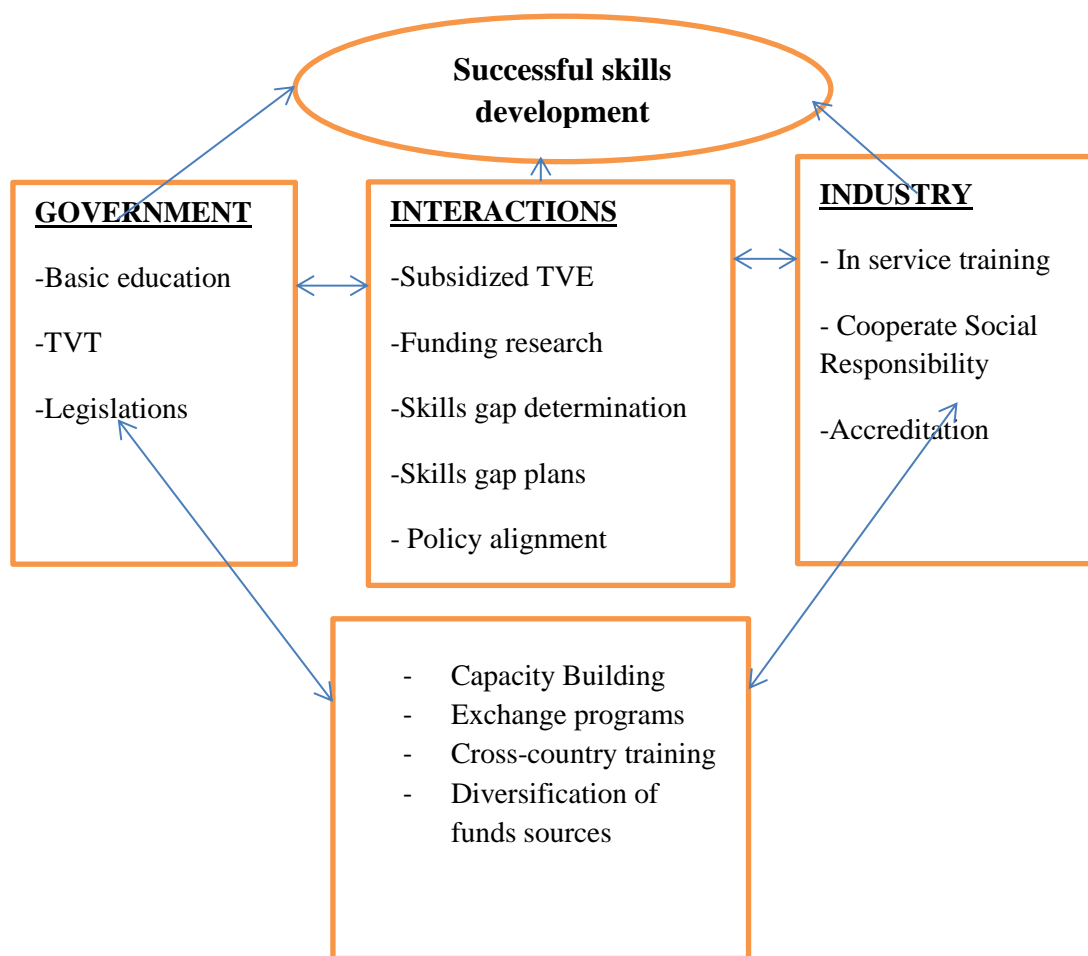 Successful skills
development
GOVERNMENT
-Basic education
-TVT
-Legislations
INTERACTIONS
-Subsidized TVE
-Funding research
-Skills gap determination
-Skills gap plans
- Policy alignment
INDUSTRY
- In service training
- Cooperate Social
Responsibility
-Accreditation
- Capacity Building
- Exchange programs
- Cross-country training
- Diversification of
funds sources